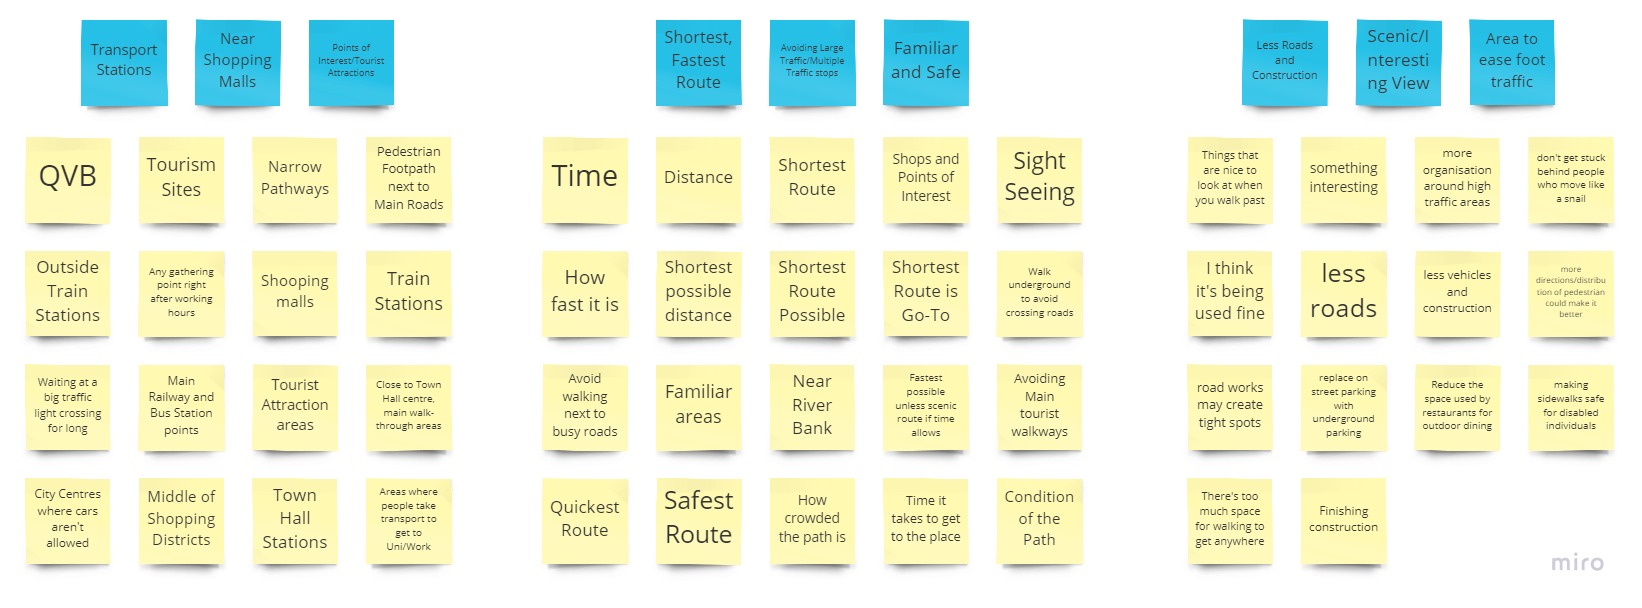 Transport
Stations
Near
Shopping
Malls
Points of
Interest/Tourist
Attractions
QVB
Tourism
Sites
Narrow
Pathways
Pedestrian
Footpath
next to
Main Roads
Outside
Train
Stations
Any gathering
point right
after working
hours
Shooping
malls
Train
Stations
Waiting at a
big traffic
light crossing
for long
Main
Railway and
Bus Station
points
Tourist
Attraction
areas
Close to Town
Hall centre,
main walk-
through areas
City Centres
where cars
aren't
allowed
Middle of
Shopping
Districts
Town
Hall
Stations
Areas where
people take
transport to
get to
Uni/Work
Shortest,
Fastest
Route
Avoiding Large
Traffic/Multiple
Traffic stops
Familiar
and Safe
Time
Distance
Shortest
Route
Shops and
Points of
Interest
Sight
Seeing
How
fast it is
Shortest
possible
distance
Shortest
Route
Possible
Shortest
Route is
Go-To
Walk
underground
to avoid
crossing roads
Avoid
walking
next to
busy roads
Familiar
areas
Near
River
Bank
Fastest
possible
unless scenic
route if time
allows
Avoiding
Main
tourist
walkways
Quickest
Route
Safest
Route
How
crowded
the path is
Time it
takes to get
to the place
Condition
of the
Path
Less Roads
and
Construction
Scenic/I
nteresti
ng View
Area to
ease foot
traffic
Things that
are nice to
look at when
you walk past
something
interesting
more
organisation
around high
traffic areas
don't get stuck
behind people
who move like
a snail
I think
it's being
used fine
less
roads
less vehicles
and
construction
more
directions/distribu
tion of pedestrian
could make it
better
road works
may create
tight spots
replace on
street parking
with
underground
parking
Reduce the
space used by
restaurants for
outdoor dining
making
sidewalks safe
for disabled
individuals
There's too
much space
for walking to
get anywhere
Finishing
construction
miro